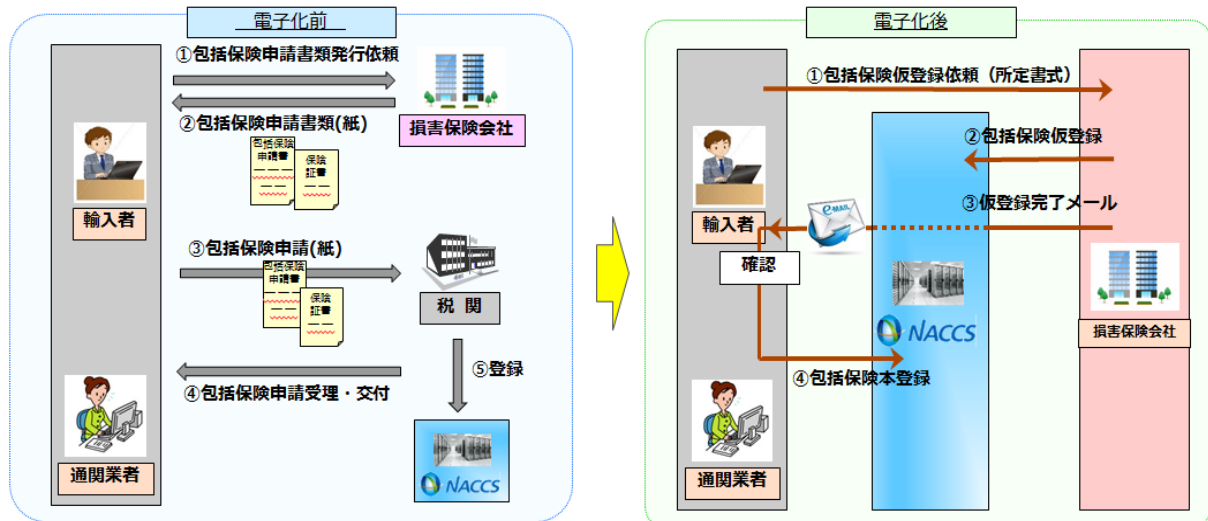 電子化前
①包括保険申請書類発行依頼
②包括保険申請書類(紙)
損害保険会社
包括保険
申請書
保険
証書
輸入者
③包括保険申請(紙)
包括保険
申請書
保険
証書
税 関
④包括保険申請受理・交付
⑤登録
通関業者
NACCS
電子化後
①包括保険仮登録依頼（所定書式）
②包括保険仮登録
③仮登録完了メール
e-MAIL
輸入者
確認
NACCS
損害保険会社
④包括保険本登録
通関業者